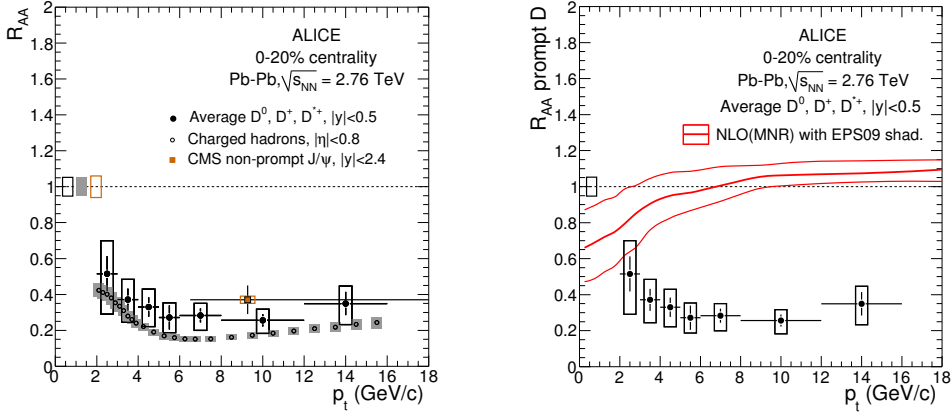 R_AA
2
1.8
1.6
1.4
1.2
1
0.8
0.6
0.4
0.2
0
ALICE
0-20% centrality
Pb-Pb,√s_NN = 2.76 TeV
Average D⁰, D⁺, D*⁺, |y|<0.5
Charged hadrons, |η|<0.8
CMS non-prompt J/ψ, |y|<2.4
0 2 4 6 8 10 12 14 16 18
p_t (GeV/c)
R_AA prompt D
2
1.8
1.6
1.4
1.2
1
0.8
0.6
0.4
0.2
0
ALICE
0-20% centrality
Pb-Pb,√s_NN = 2.76 TeV
Average D⁰, D⁺, D*⁺, |y|<0.5
NLO(MNR) with EPS09 shad.
0 2 4 6 8 10 12 14 16 18
p_t (GeV/c)